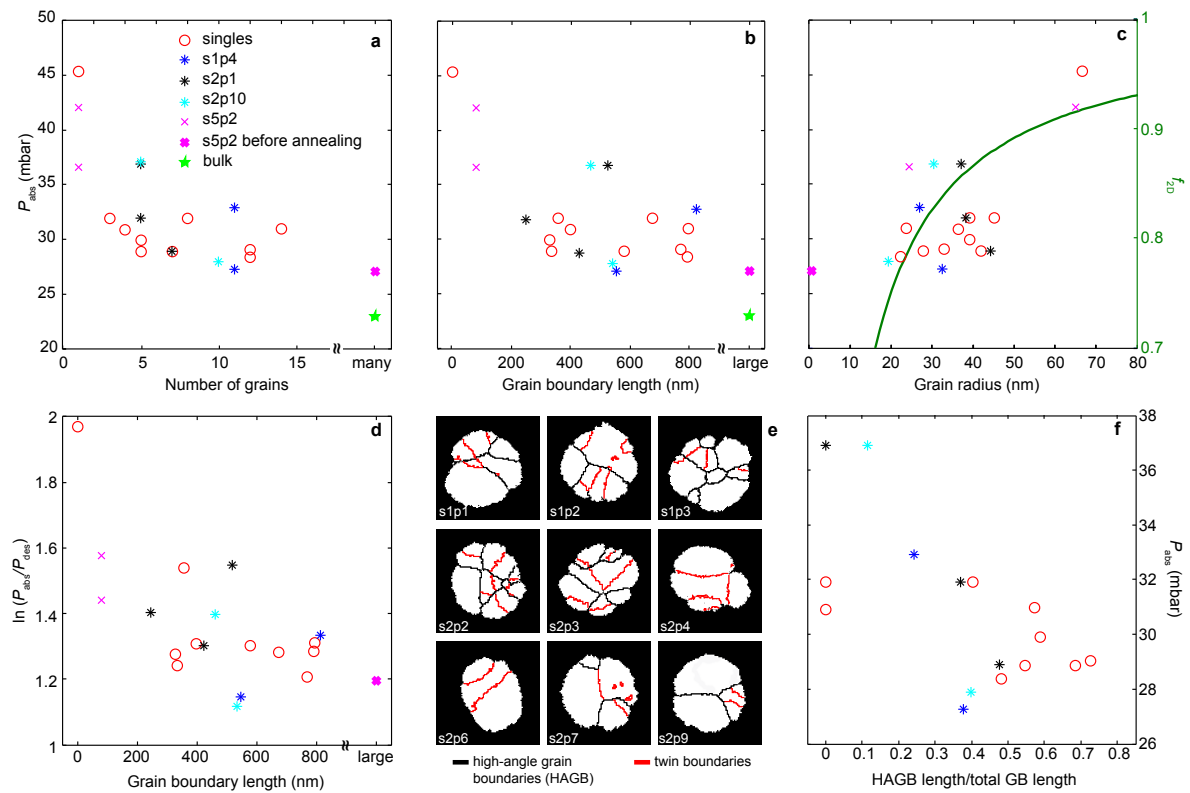 50
45
40
35
30
25
20
P_abs (mbar)
a
singles
s1p4
s2p1
s2p10
s5p2
s5p2 before annealing
bulk
0 5 10 15 ≈ many
Number of grains
b
0 200 400 600 800 ≈ large
Grain boundary length (nm)
c
1
0.9
0.8
0.7
f_2D
0 10 20 30 40 50 60 70 80
Grain radius (nm)
2
1.8
1.6
1.4
1.2
1
ln (P_abs/P_des)
d
0 200 400 600 800 ≈ large
Grain boundary length (nm)
e
s1p1 s1p2 s1p3
s2p2 s2p3 s2p4
s2p6 s2p7 s2p9
high-angle grain
boundaries (HAGB)
twin boundaries
f
38
36
34
32
30
28
26
P_abs (mbar)
0 0.1 0.2 0.3 0.4 0.5 0.6 0.7 0.8
HAGB length/total GB length